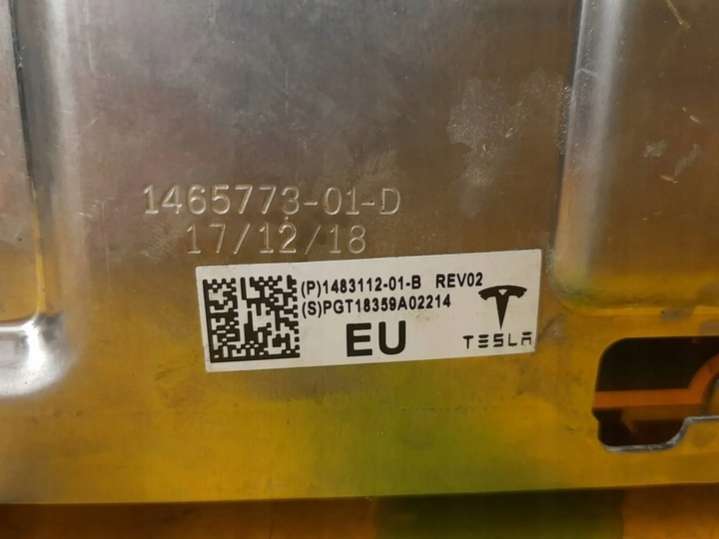 1465773-01-D
17/12/18
(P)1483112-01-B REV02
(S)PGT18359A02214
EU
TESLA